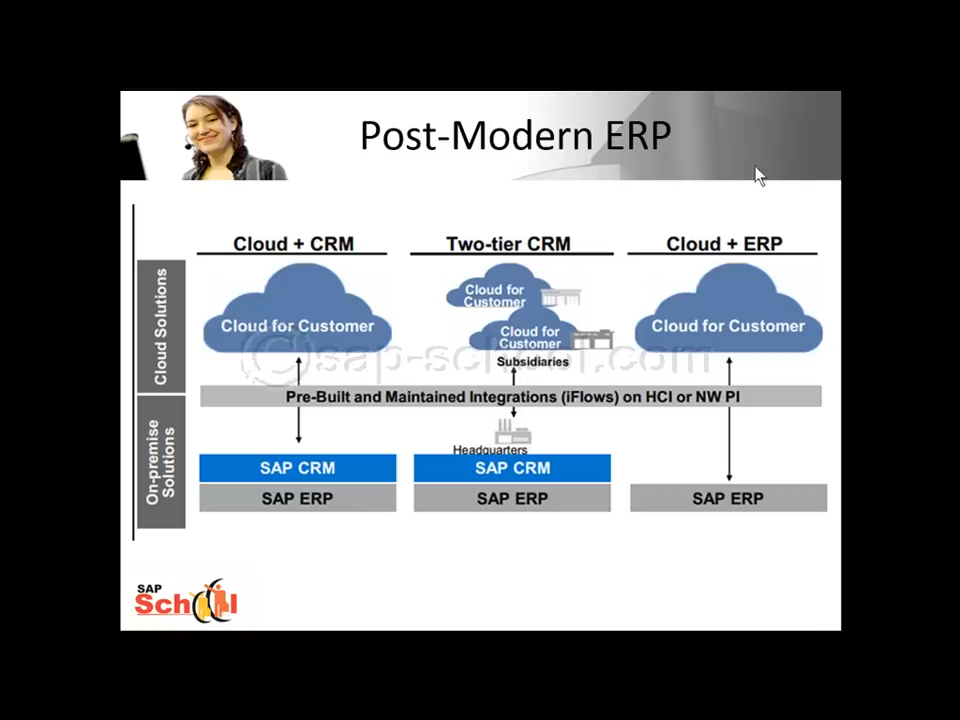 Post-Modern ERP
Cloud + CRM
Two-tier CRM
Cloud + ERP
Cloud Solutions
Cloud for Customer
Cloud for
Customer
Cloud for
Customer
Subsidiaries
Cloud for Customer
©sap-school.com
Pre-Built and Maintained Integrations (iFlows) on HCI or NW PI
On-premise
Solutions
Headquarters
SAP CRM
SAP CRM
SAP ERP
SAP ERP
SAP ERP
SAP
School